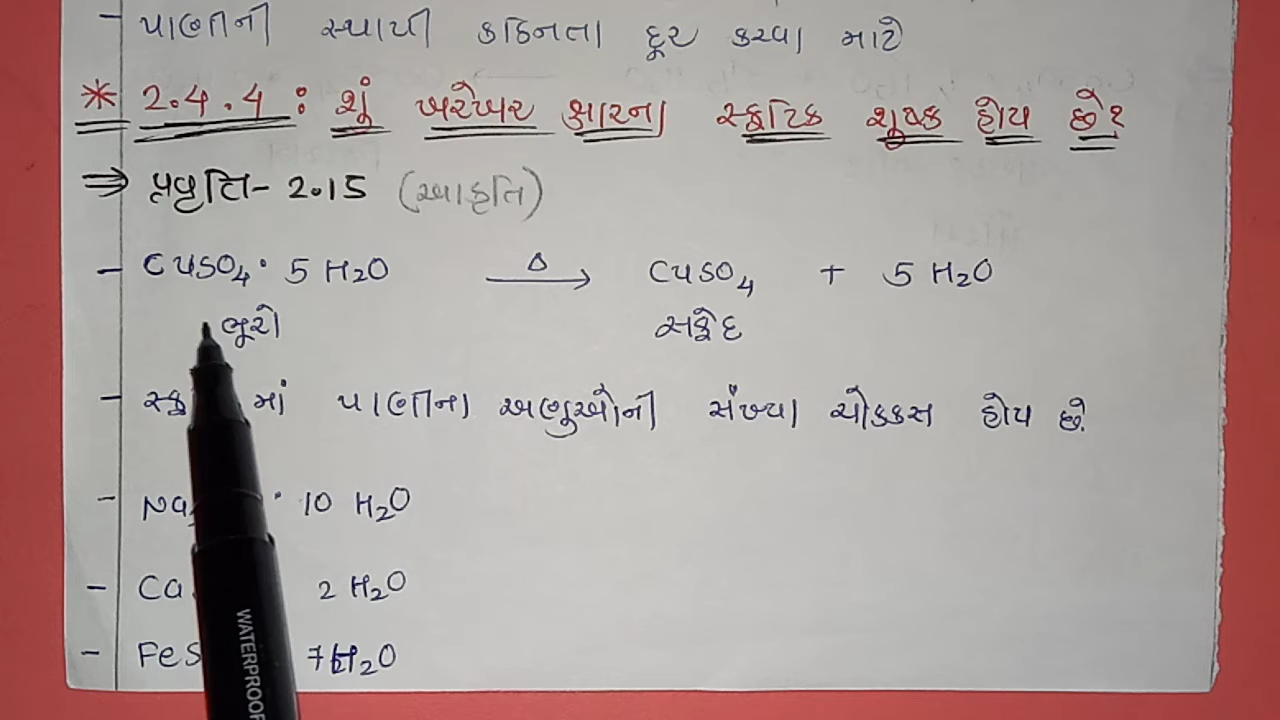 - પાણીની સ્થાયી કઠિનતા દૂર કરવા માટે
* 2.4.4 : શૂં ખરેખર ક્ષારના સ્ફટિક શુષ્ક હોય છે?
⇒ પ્રવૃત્તિ- 2.15 (આકૃતિ)
- CuSO₄· 5 H₂O —Δ→ CuSO₄ + 5 H₂O
ભૂરો સફેદ
- માં પાણીના અણુઓની સંખ્યા ચોક્કસ હોય છે.
- Na · 10 H₂O
- Ca 2 H₂O
- FeS 7H₂O
WATERPROOF